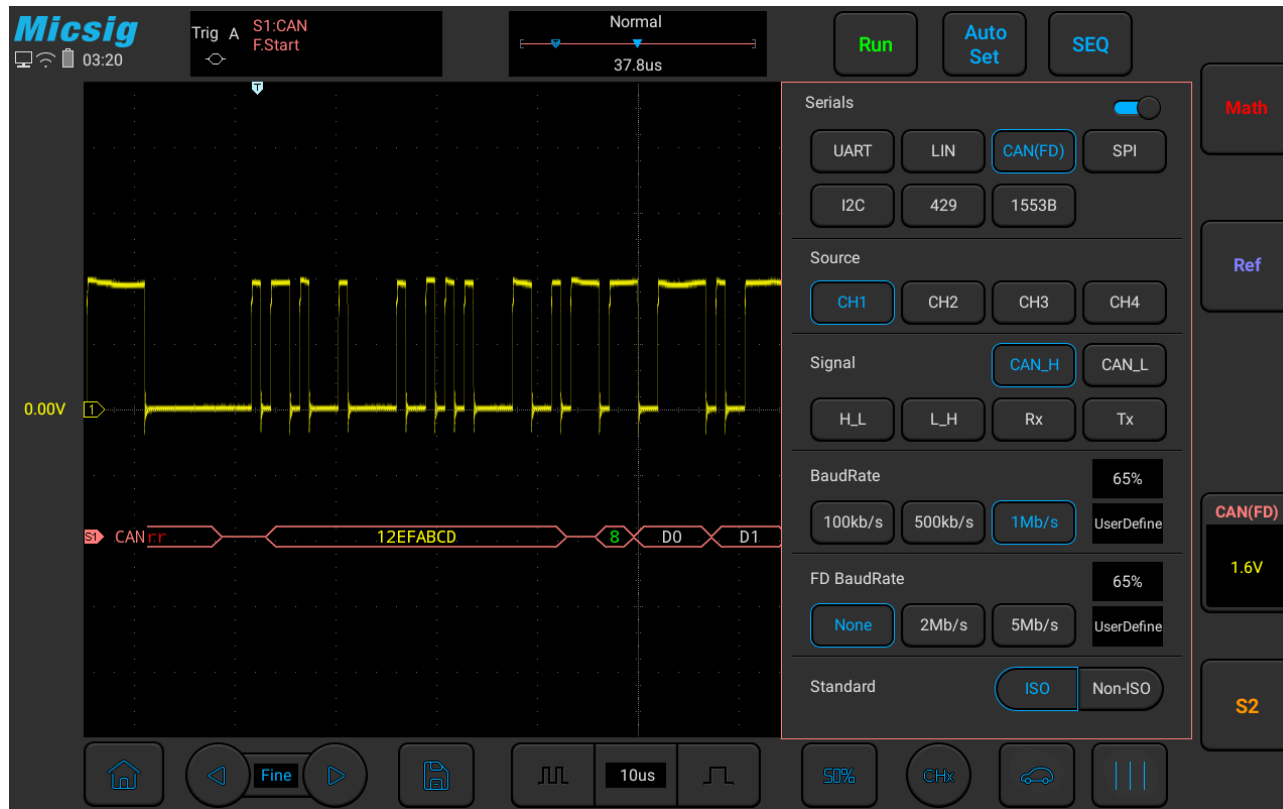 Micsig
03:20
Trig A S1:CAN
F.Start
T
Normal
37.8us
Run
Auto
Set
SEQ
Math
Ref
CAN(FD)
1.6V
S2
Serials
UART LIN CAN(FD) SPI
I2C 429 1553B
Source
CH1 CH2 CH3 CH4
Signal CAN_H CAN_L
H_L L_H Rx Tx
BaudRate 65%
100kb/s 500kb/s 1Mb/s UserDefine
FD BaudRate 65%
None 2Mb/s 5Mb/s UserDefine
Standard ISO Non-ISO
0.00V 1
S1 CAN rr 12EFABCD 8 D0 D1
Fine 10us 50% CHx